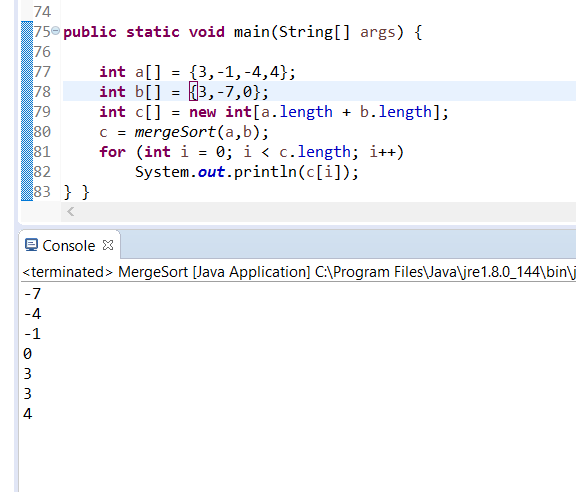 74
75 public static void main(String[] args) {
76
77 int a[] = {3,-1,-4,4};
78 int b[] = {3,-7,0};
79 int c[] = new int[a.length + b.length];
80 c = mergeSort(a,b);
81 for (int i = 0; i < c.length; i++)
82 System.out.println(c[i]);
83 } }
Console
<terminated> MergeSort [Java Application] C:\Program Files\Java\jre1.8.0_144\bin\j
-7
-4
-1
0
3
3
4